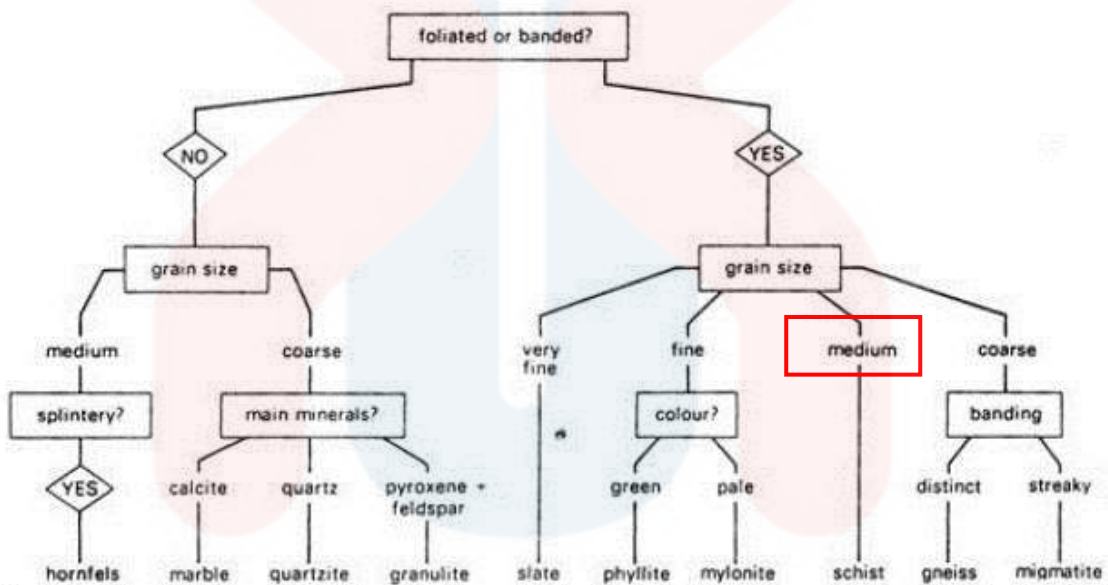 foliated or banded?
NO
YES
grain size
grain size
medium
coarse
very
fine
fine
medium
coarse
splintery?
main minerals?
colour?
banding
YES
calcite
quartz
pyroxene +
feldspar
green
pale
distinct
streaky
hornfels
marble
quartzite
granulite
slate
phyllite
mylonite
schist
gneiss
migmatite